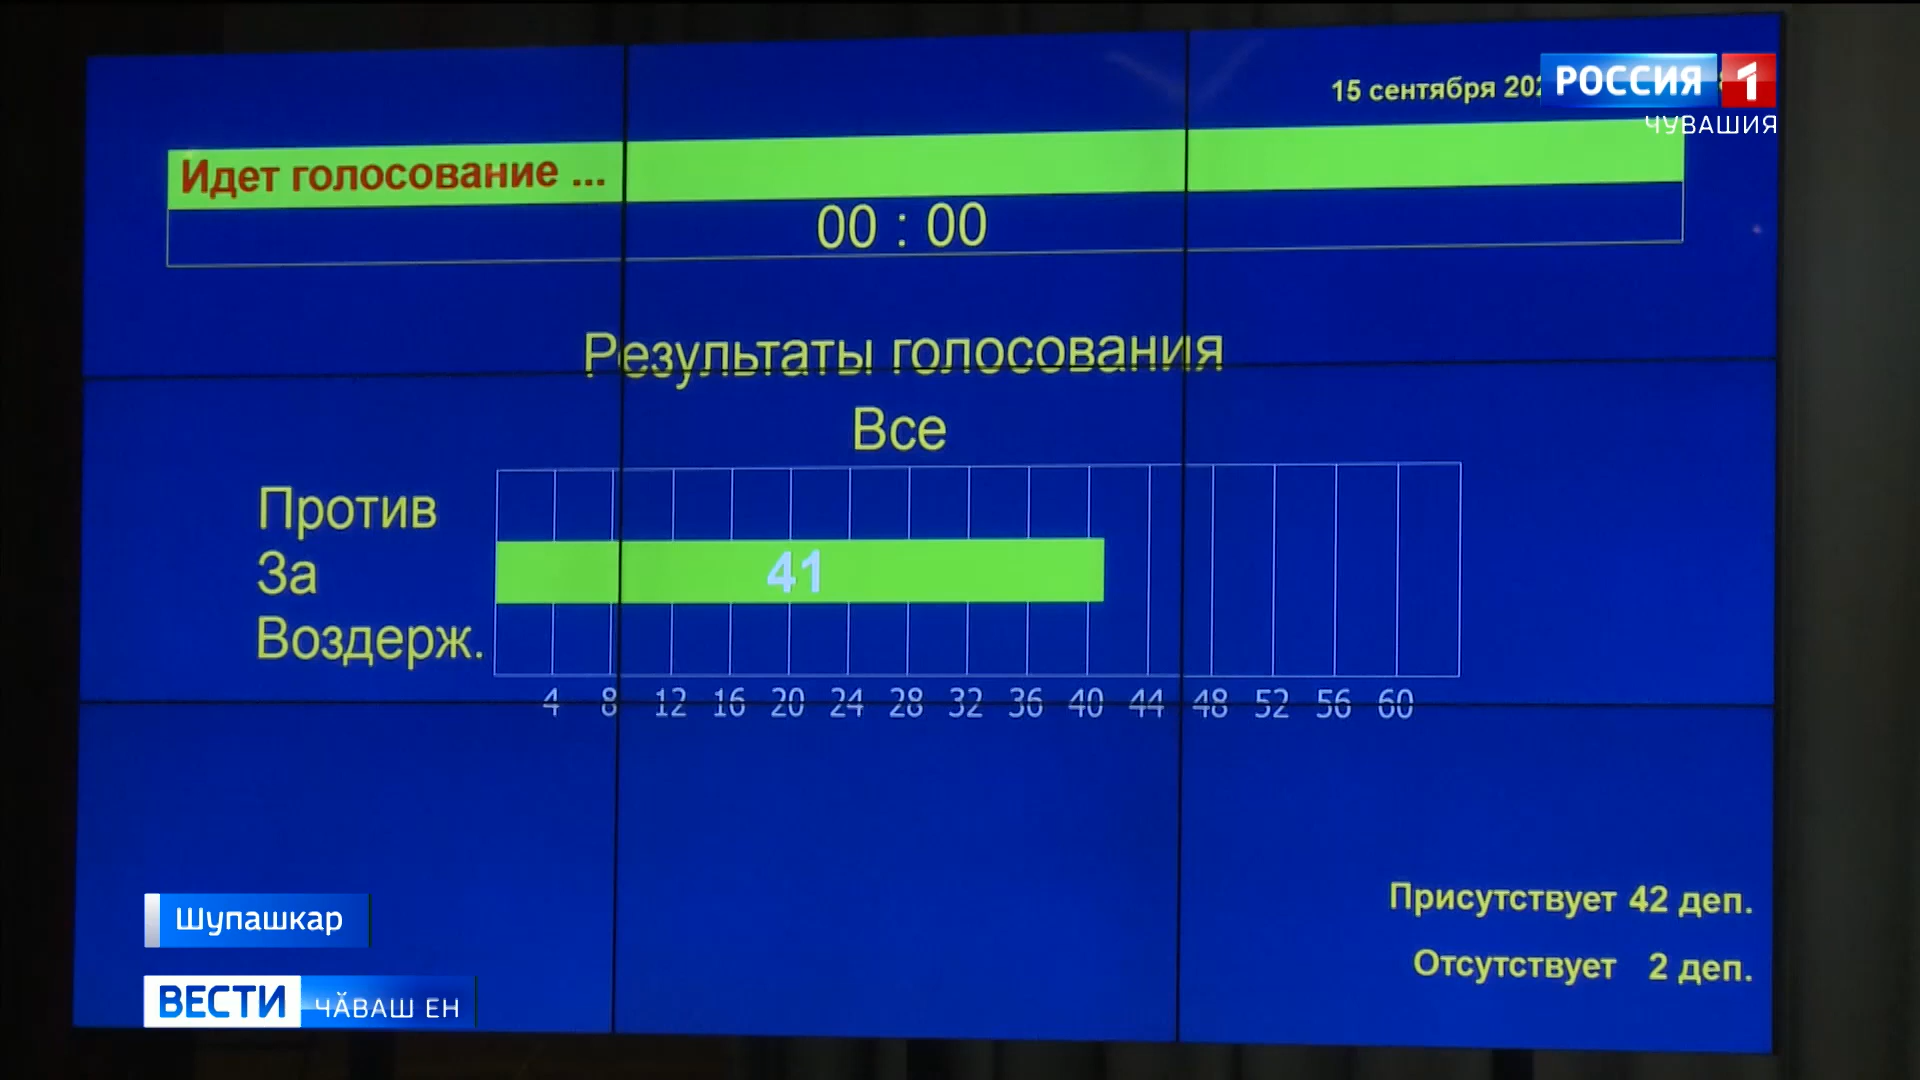 15 сентября
РОССИЯ 1
ЧУВАШИЯ
Идет голосование ...
00 : 00
Результаты голосования
Все
Против
За 41
Воздерж.
4 8 12 16 20 24 28 32 36 40 44 48 52 56 60
Присутствует 42 деп.
Отсутствует 2 деп.
Шупашкар
ВЕСТИ ЧӐВАШ ЕН